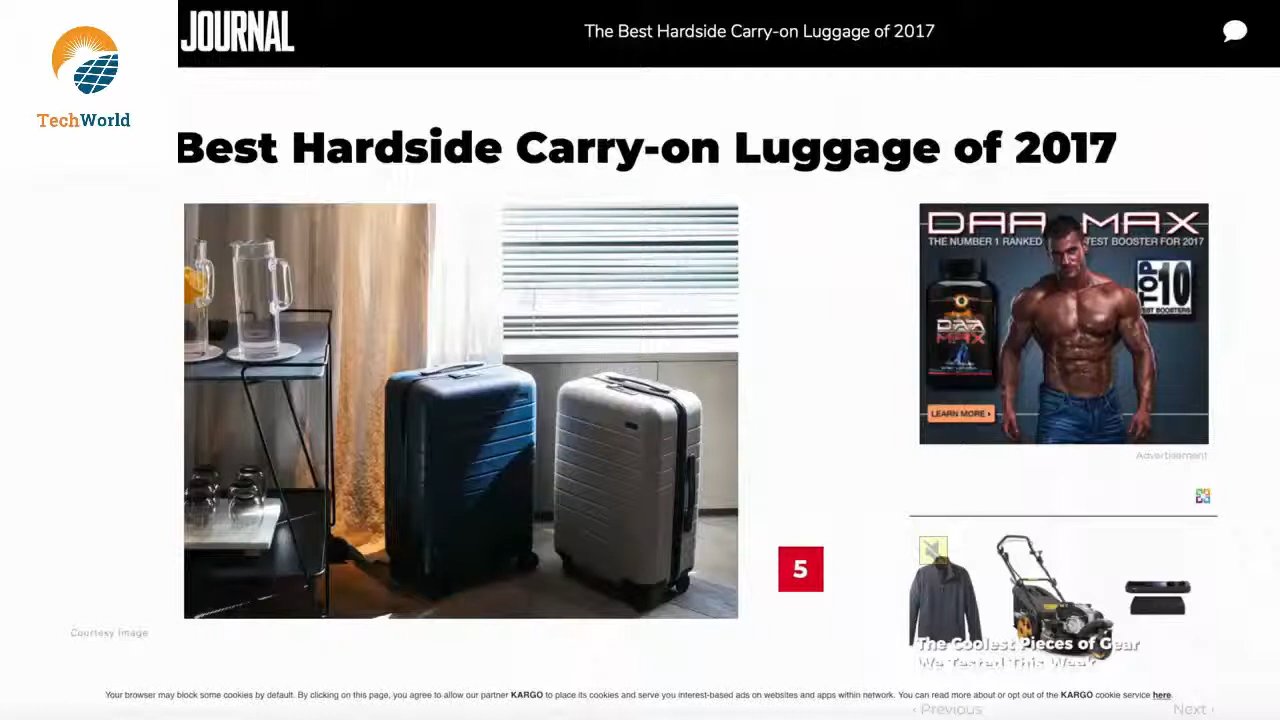 JOURNAL
The Best Hardside Carry-on Luggage of 2017
TechWorld
Best Hardside Carry-on Luggage of 2017
DAA MAX
THE NUMBER 1 RANKED TEST BOOSTER FOR 2017
TOP 10
TEST BOOSTERS
DAA
MAX
LEARN MORE ›
Advertisement
5
Courtesy Image
The Coolest Pieces of Gear
We Tested This Week
Your browser may block some cookies by default. By clicking on this page, you agree to allow our partner KARGO to place its cookies and serve you interest-based ads on websites and apps within network. You can read more about or opt out of the KARGO cookie service here.
‹ Previous
Next ›